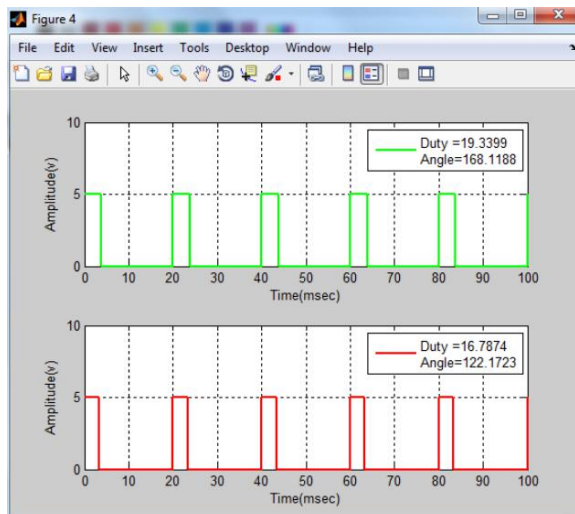 Figure 4
File Edit View Insert Tools Desktop Window Help
10
5
0
Amplitude(v)
Duty =19.3399
Angle=168.1188
0 10 20 30 40 50 60 70 80 90 100
Time(msec)
10
5
0
Amplitude(v)
Duty =16.7874
Angle=122.1723
0 10 20 30 40 50 60 70 80 90 100
Time(msec)